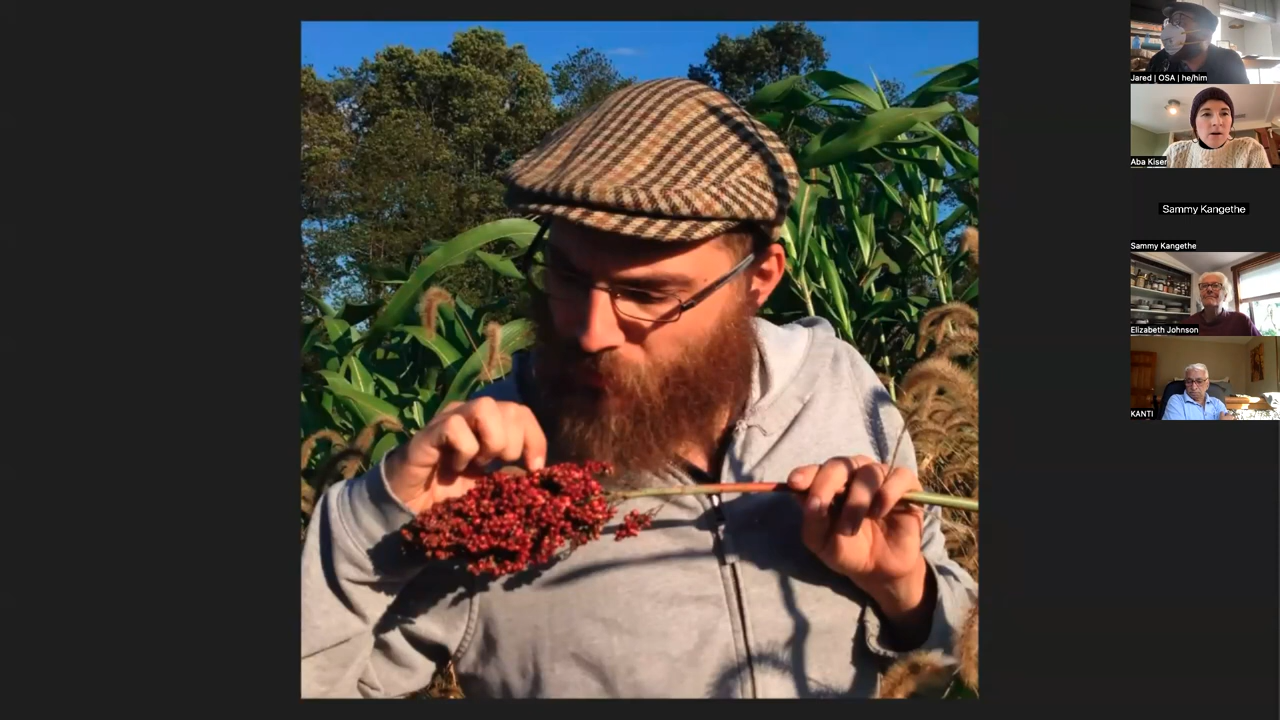 Jared | OSA | he/him
Aba Kiser
Sammy Kangethe
Sammy Kangethe
Elizabeth Johnson
KANTI